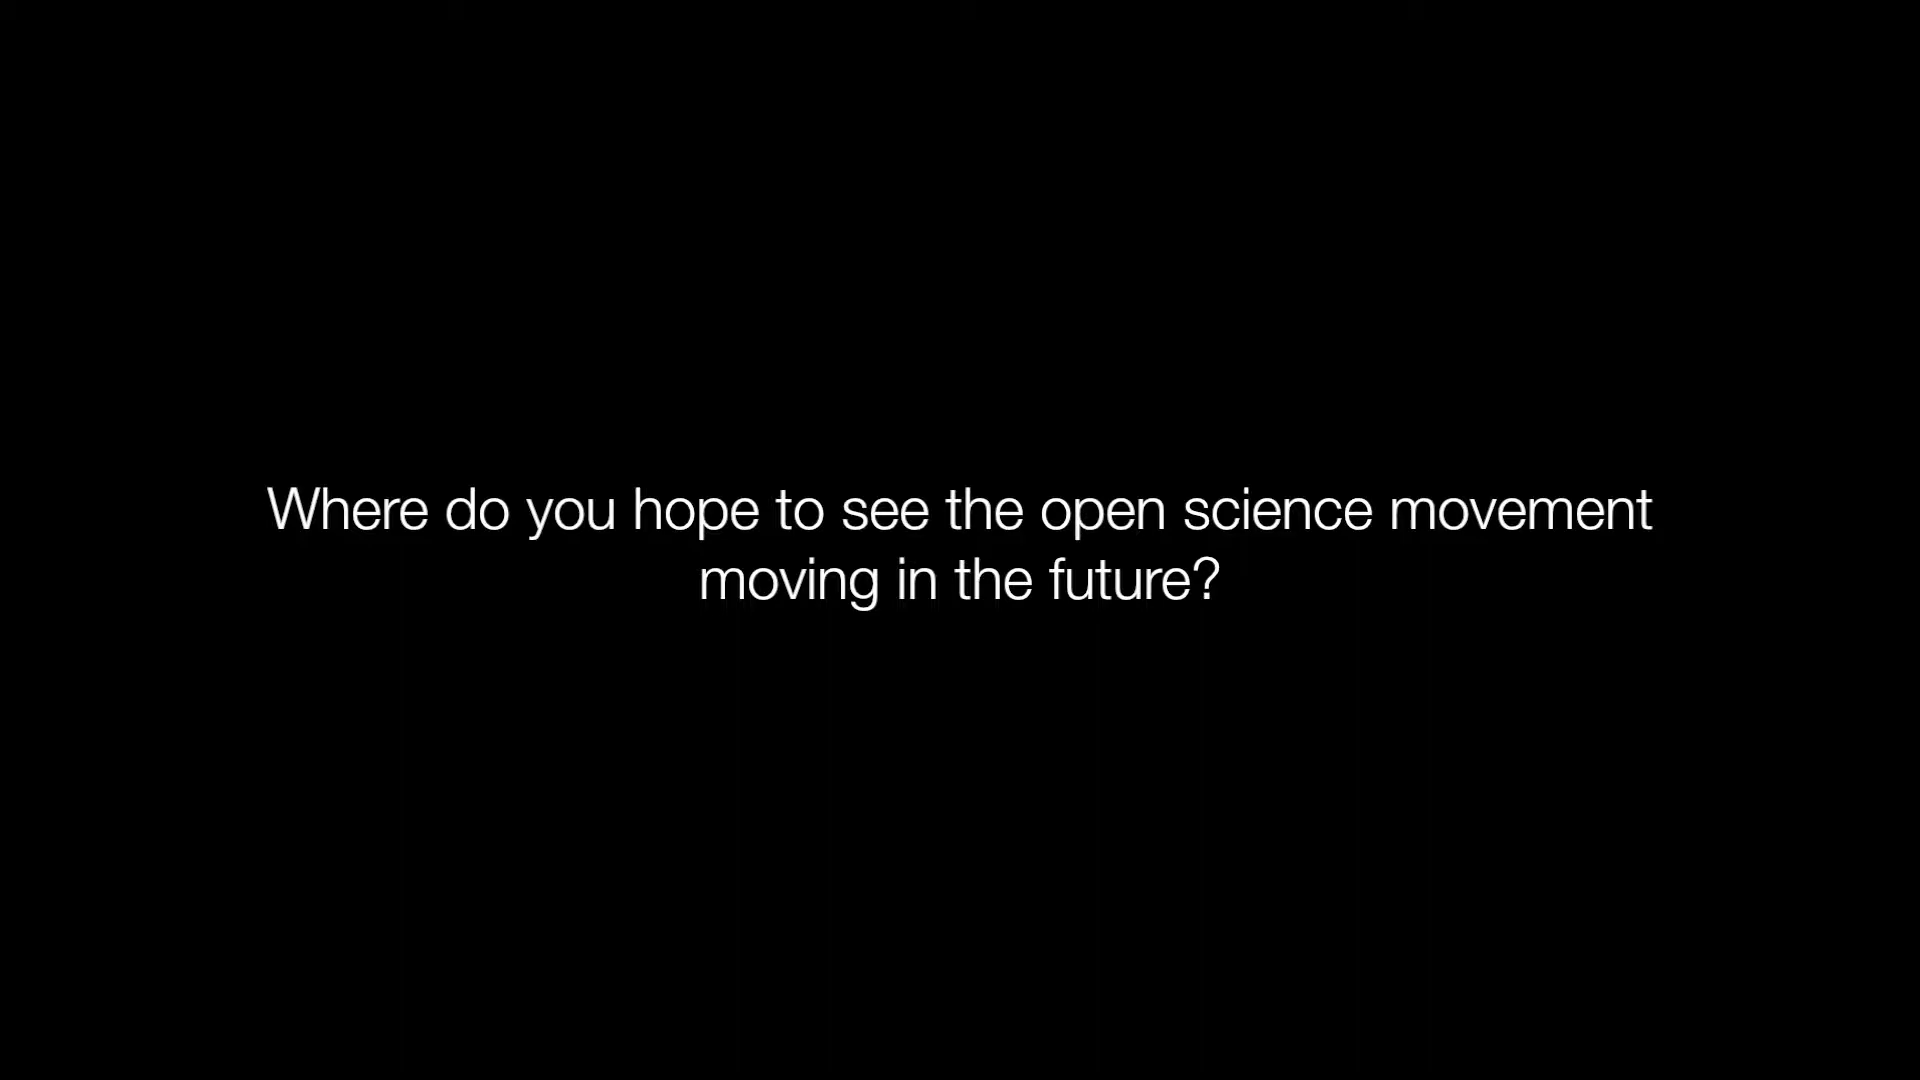 Where do you hope to see the open science movement
moving in the future?